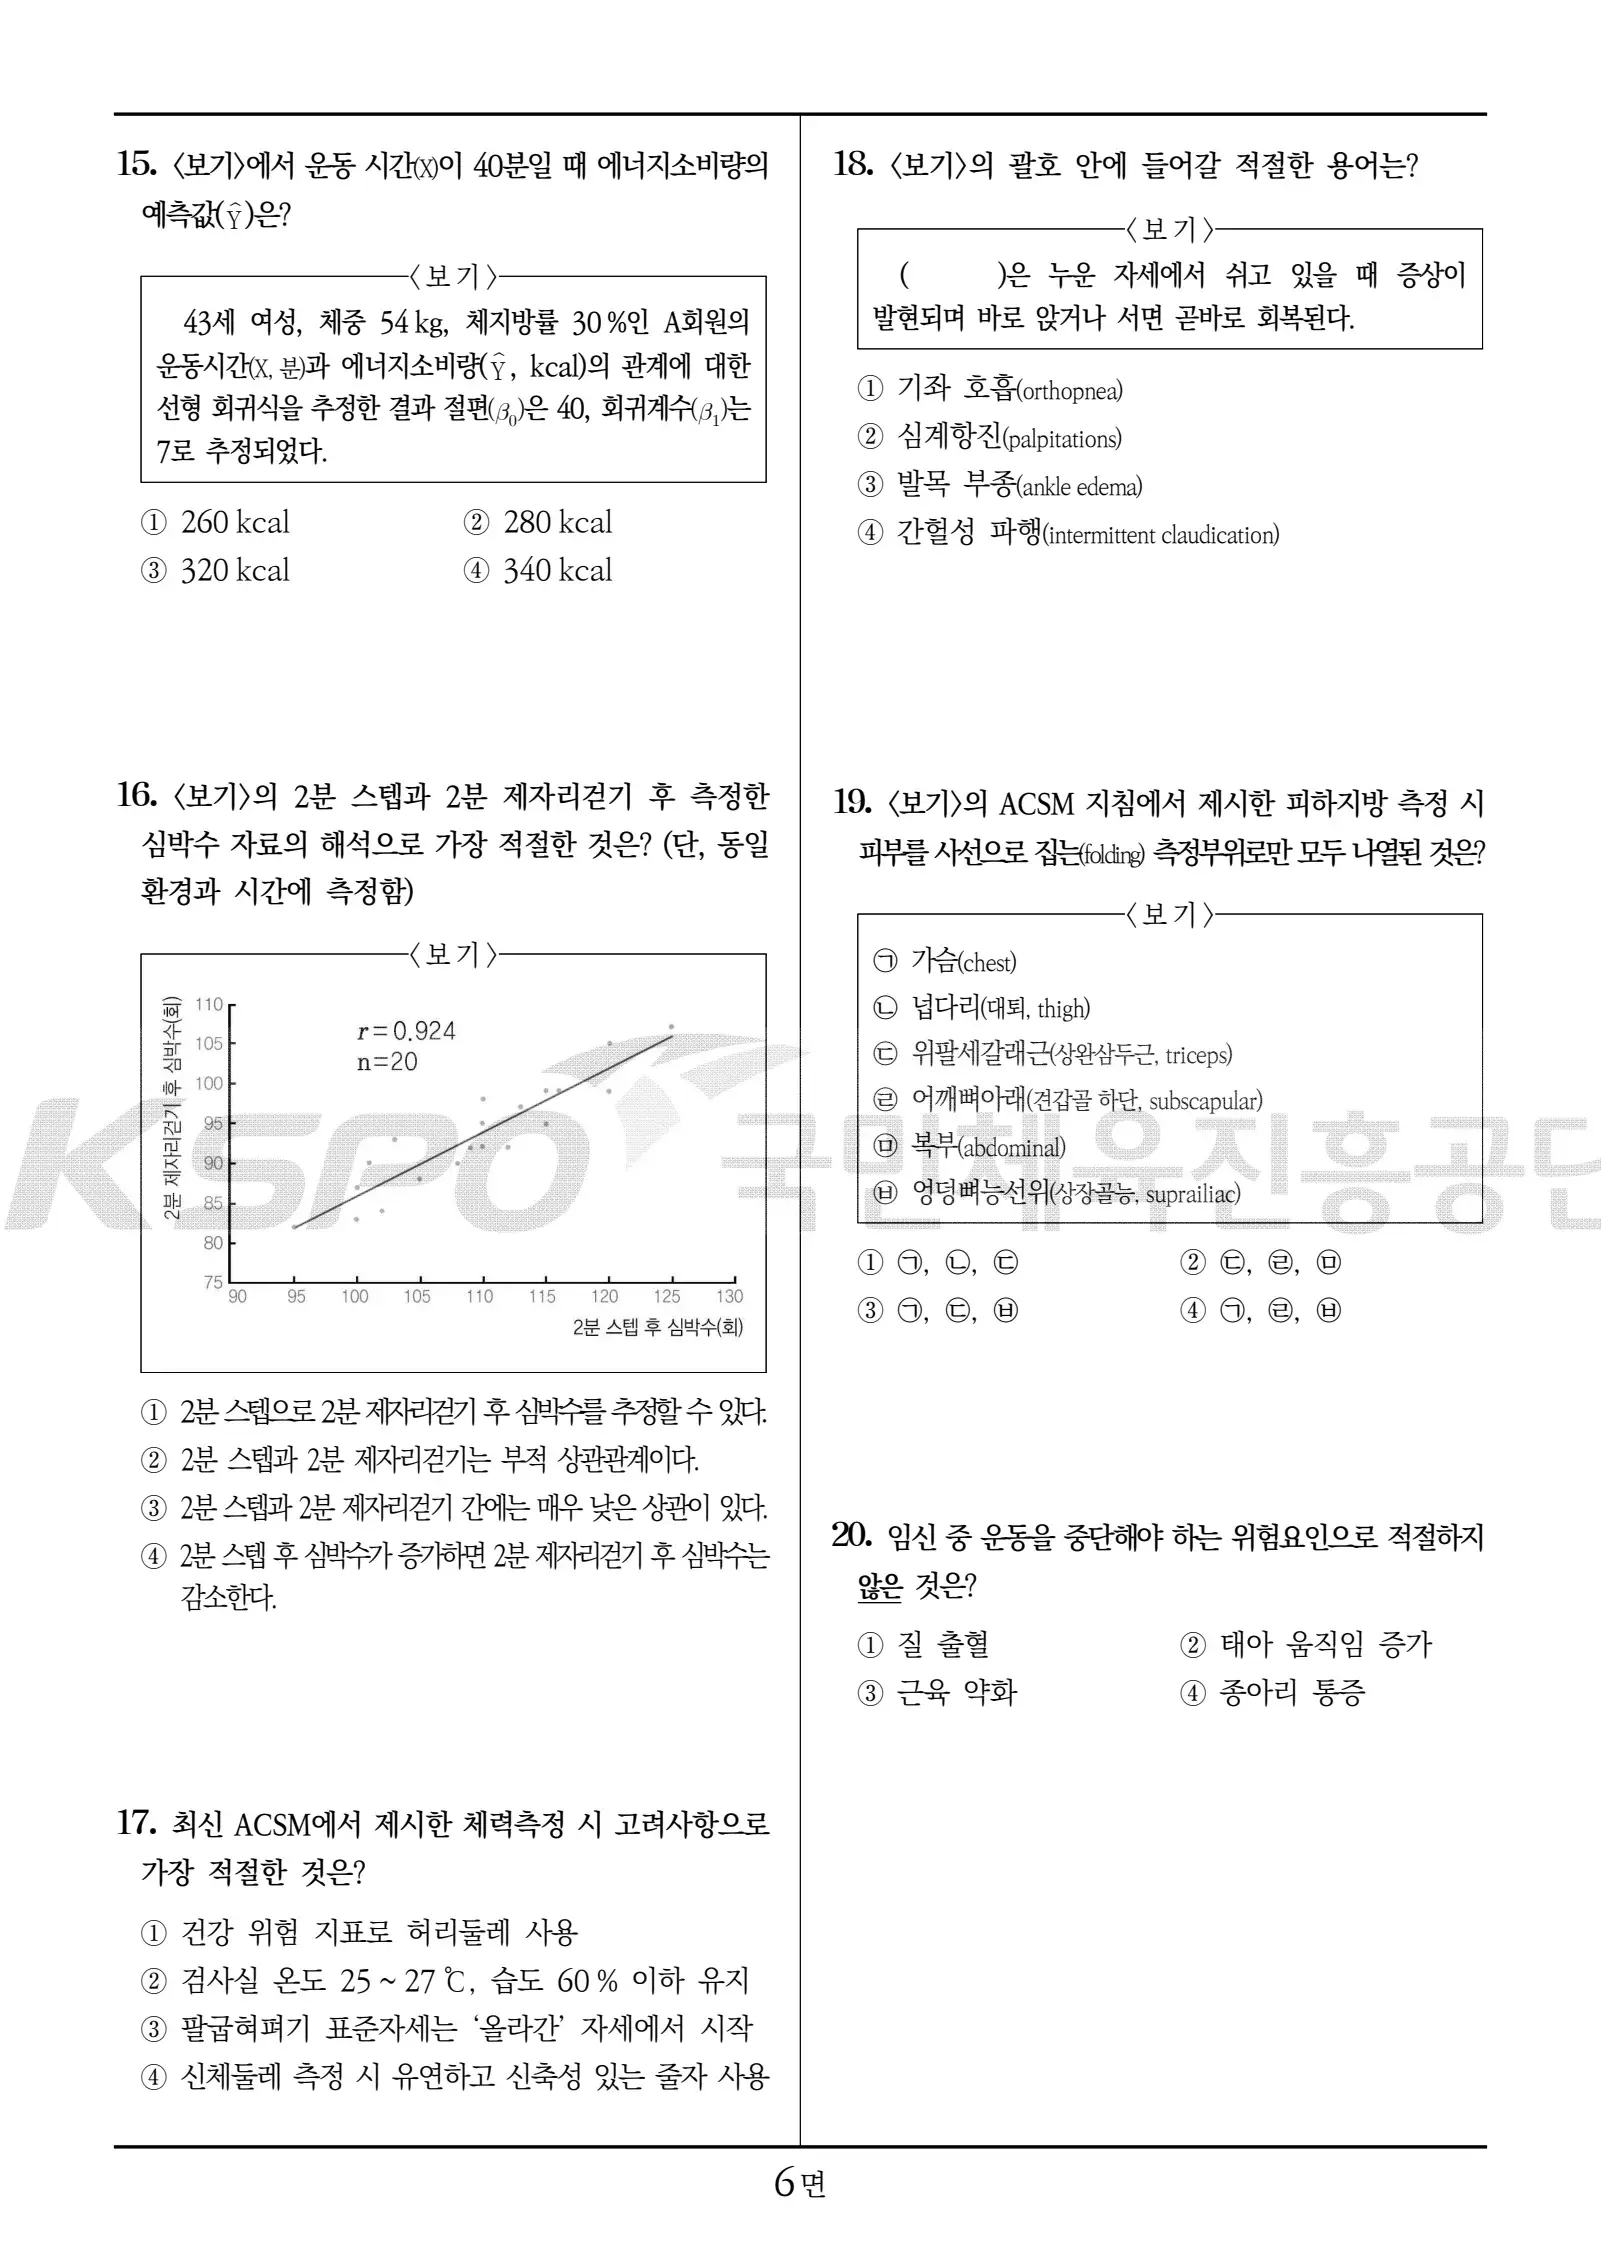 15. 〈보기〉에서 운동 시간(X)이 40분일 때 에너지소비량의
예측값(Ŷ)은?
〈보 기〉
43세 여성, 체중 54 kg, 체지방률 30 %인 A회원의
운동시간(X, 분)과 에너지소비량(Ŷ, kcal)의 관계에 대한
선형 회귀식을 추정한 결과 절편(β₀)은 40, 회귀계수(β₁)는
7로 추정되었다.
① 260 kcal ② 280 kcal
③ 320 kcal ④ 340 kcal
16. 〈보기〉의 2분 스텝과 2분 제자리걷기 후 측정한
심박수 자료의 해석으로 가장 적절한 것은? (단, 동일
환경과 시간에 측정함)
〈보 기〉
2분 제자리걷기 후 심박수(회)
110
105
100
95
90
85
80
75
r = 0.924
n=20
90 95 100 105 110 115 120 125 130
2분 스텝 후 심박수(회)
① 2분 스텝으로 2분 제자리걷기 후 심박수를 추정할 수 있다.
② 2분 스텝과 2분 제자리걷기는 부적 상관관계이다.
③ 2분 스텝과 2분 제자리걷기 간에는 매우 낮은 상관이 있다.
④ 2분 스텝 후 심박수가 증가하면 2분 제자리걷기 후 심박수는
감소한다.
17. 최신 ACSM에서 제시한 체력측정 시 고려사항으로
가장 적절한 것은?
① 건강 위험 지표로 허리둘레 사용
② 검사실 온도 25 ~ 27 ℃, 습도 60 % 이하 유지
③ 팔굽혀펴기 표준자세는 ‘올라간’ 자세에서 시작
④ 신체둘레 측정 시 유연하고 신축성 있는 줄자 사용
18. 〈보기〉의 괄호 안에 들어갈 적절한 용어는?
〈보 기〉
( )은 누운 자세에서 쉬고 있을 때 증상이
발현되며 바로 앉거나 서면 곧바로 회복된다.
① 기좌 호흡(orthopnea)
② 심계항진(palpitations)
③ 발목 부종(ankle edema)
④ 간헐성 파행(intermittent claudication)
19. 〈보기〉의 ACSM 지침에서 제시한 피하지방 측정 시
피부를 사선으로 집는(folding) 측정부위로만 모두 나열된 것은?
〈보 기〉
㉠ 가슴(chest)
㉡ 넙다리(대퇴, thigh)
㉢ 위팔세갈래근(상완삼두근, triceps)
㉣ 어깨뼈아래(견갑골 하단, subscapular)
㉤ 복부(abdominal)
㉥ 엉덩뼈능선위(상장골능, suprailiac)
① ㉠, ㉡, ㉢ ② ㉢, ㉣, ㉤
③ ㉠, ㉢, ㉥ ④ ㉠, ㉣, ㉥
20. 임신 중 운동을 중단해야 하는 위험요인으로 적절하지
않은 것은?
① 질 출혈 ② 태아 움직임 증가
③ 근육 약화 ④ 종아리 통증
KSPO 국민체육진흥공단
6 면